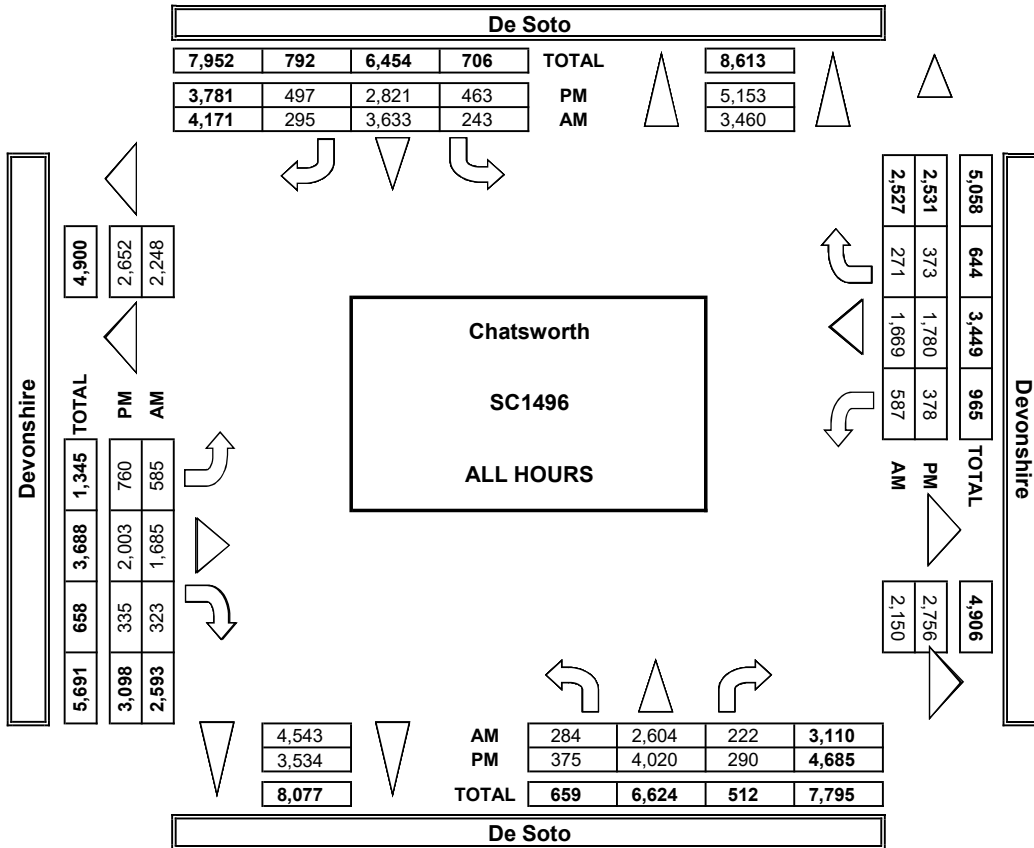 De Soto
7,952 792 6,454 706 TOTAL 8,613
3,781 497 2,821 463 PM 5,153
4,171 295 3,633 243 AM 3,460
Devonshire
4,900
2,652
2,248
TOTAL 1,345 3,688 658 5,691
PM 760 2,003 335 3,098
AM 585 1,685 323 2,593
Chatsworth
SC1496
ALL HOURS
5,058 644 3,449 965 TOTAL 4,906
2,531 373 1,780 378 PM 2,756
2,527 271 1,669 587 AM 2,150
Devonshire
4,543 AM 284 2,604 222 3,110
3,534 PM 375 4,020 290 4,685
8,077 TOTAL 659 6,624 512 7,795
De Soto